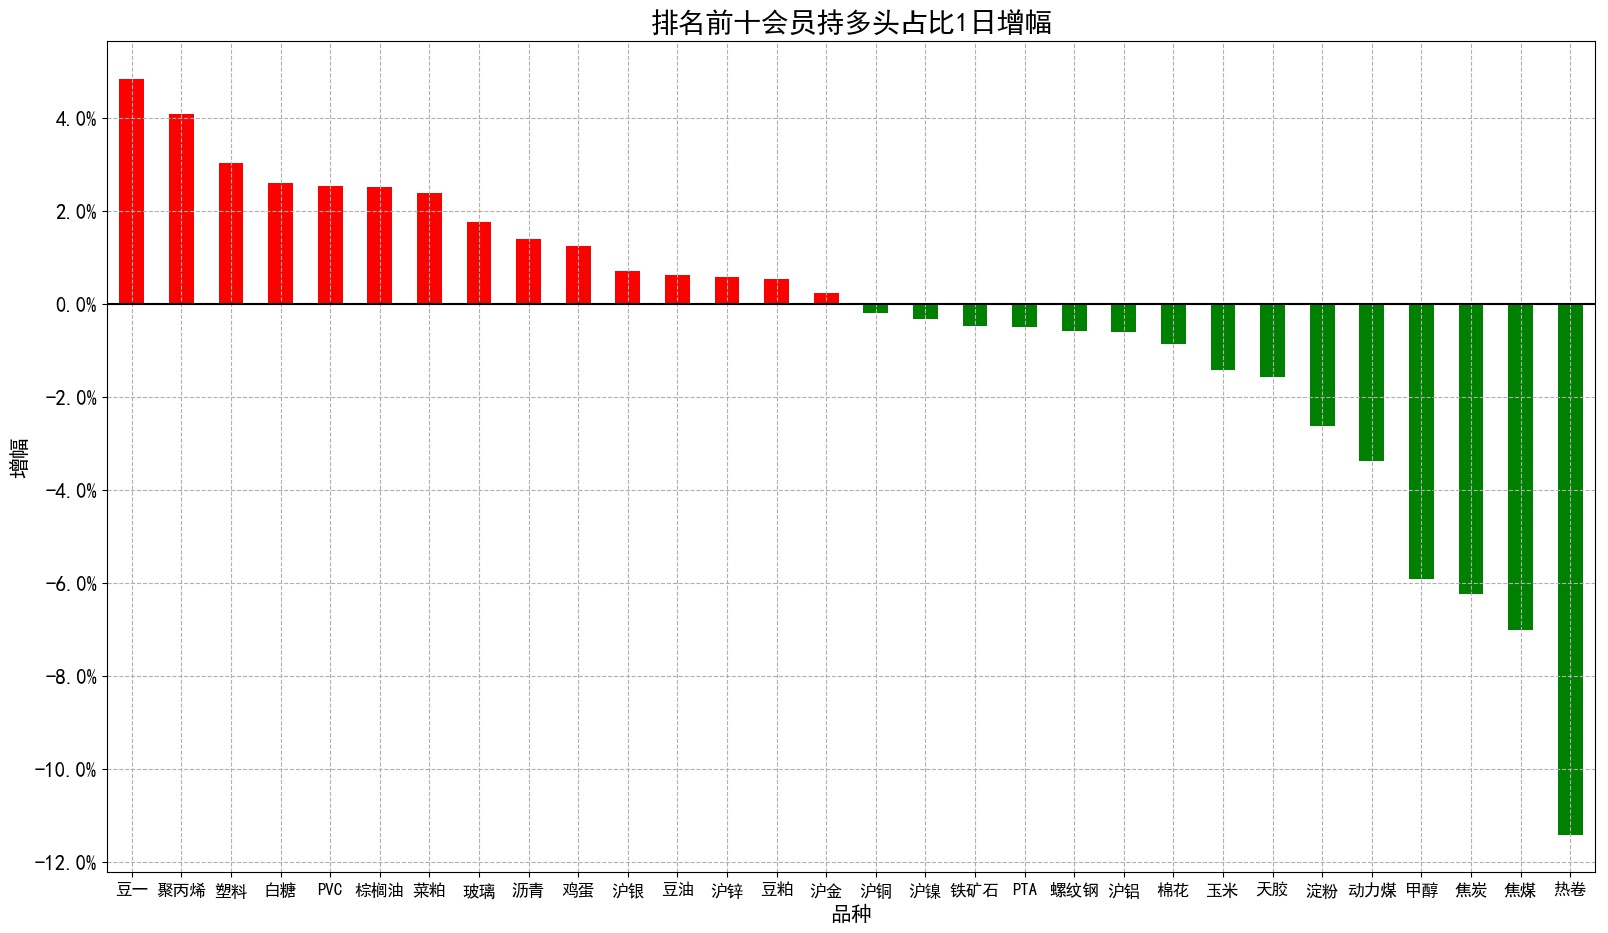 排名前十会员持多头占比1日增幅
增幅
4.0%
2.0%
0.0%
−2.0%
−4.0%
−6.0%
−8.0%
−10.0%
−12.0%
豆一 聚丙烯 塑料 白糖 PVC 棕榈油 菜粕 玻璃 沥青 鸡蛋 沪银 豆油 沪锌 豆粕 沪金 沪铜 沪镍 铁矿石 PTA 螺纹钢 沪铝 棉花 玉米 天胶 淀粉 动力煤 甲醇 焦炭 焦煤 热卷
品种